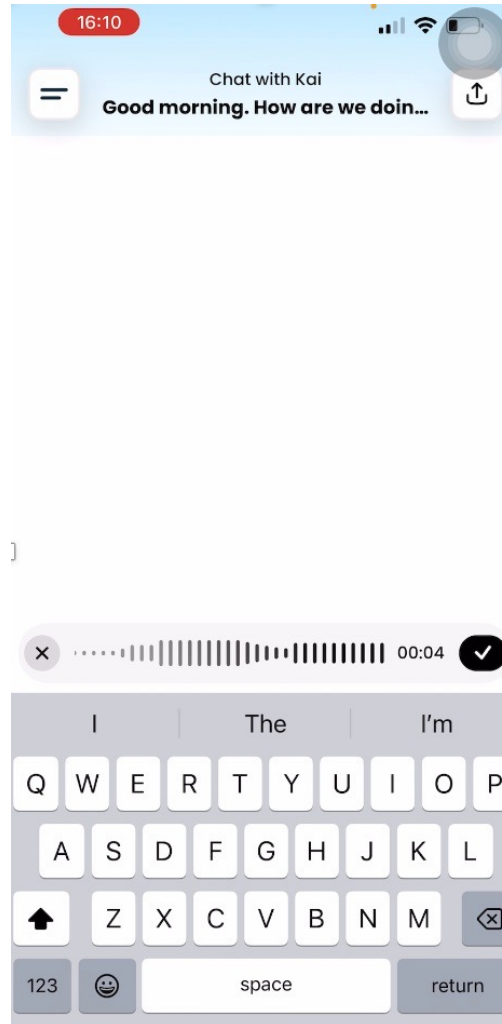 16:10
Chat with Kai
Good morning. How are we doin...
00:04
I The I'm
Q W E R T Y U I O P
A S D F G H J K L
Z X C V B N M
123 space return